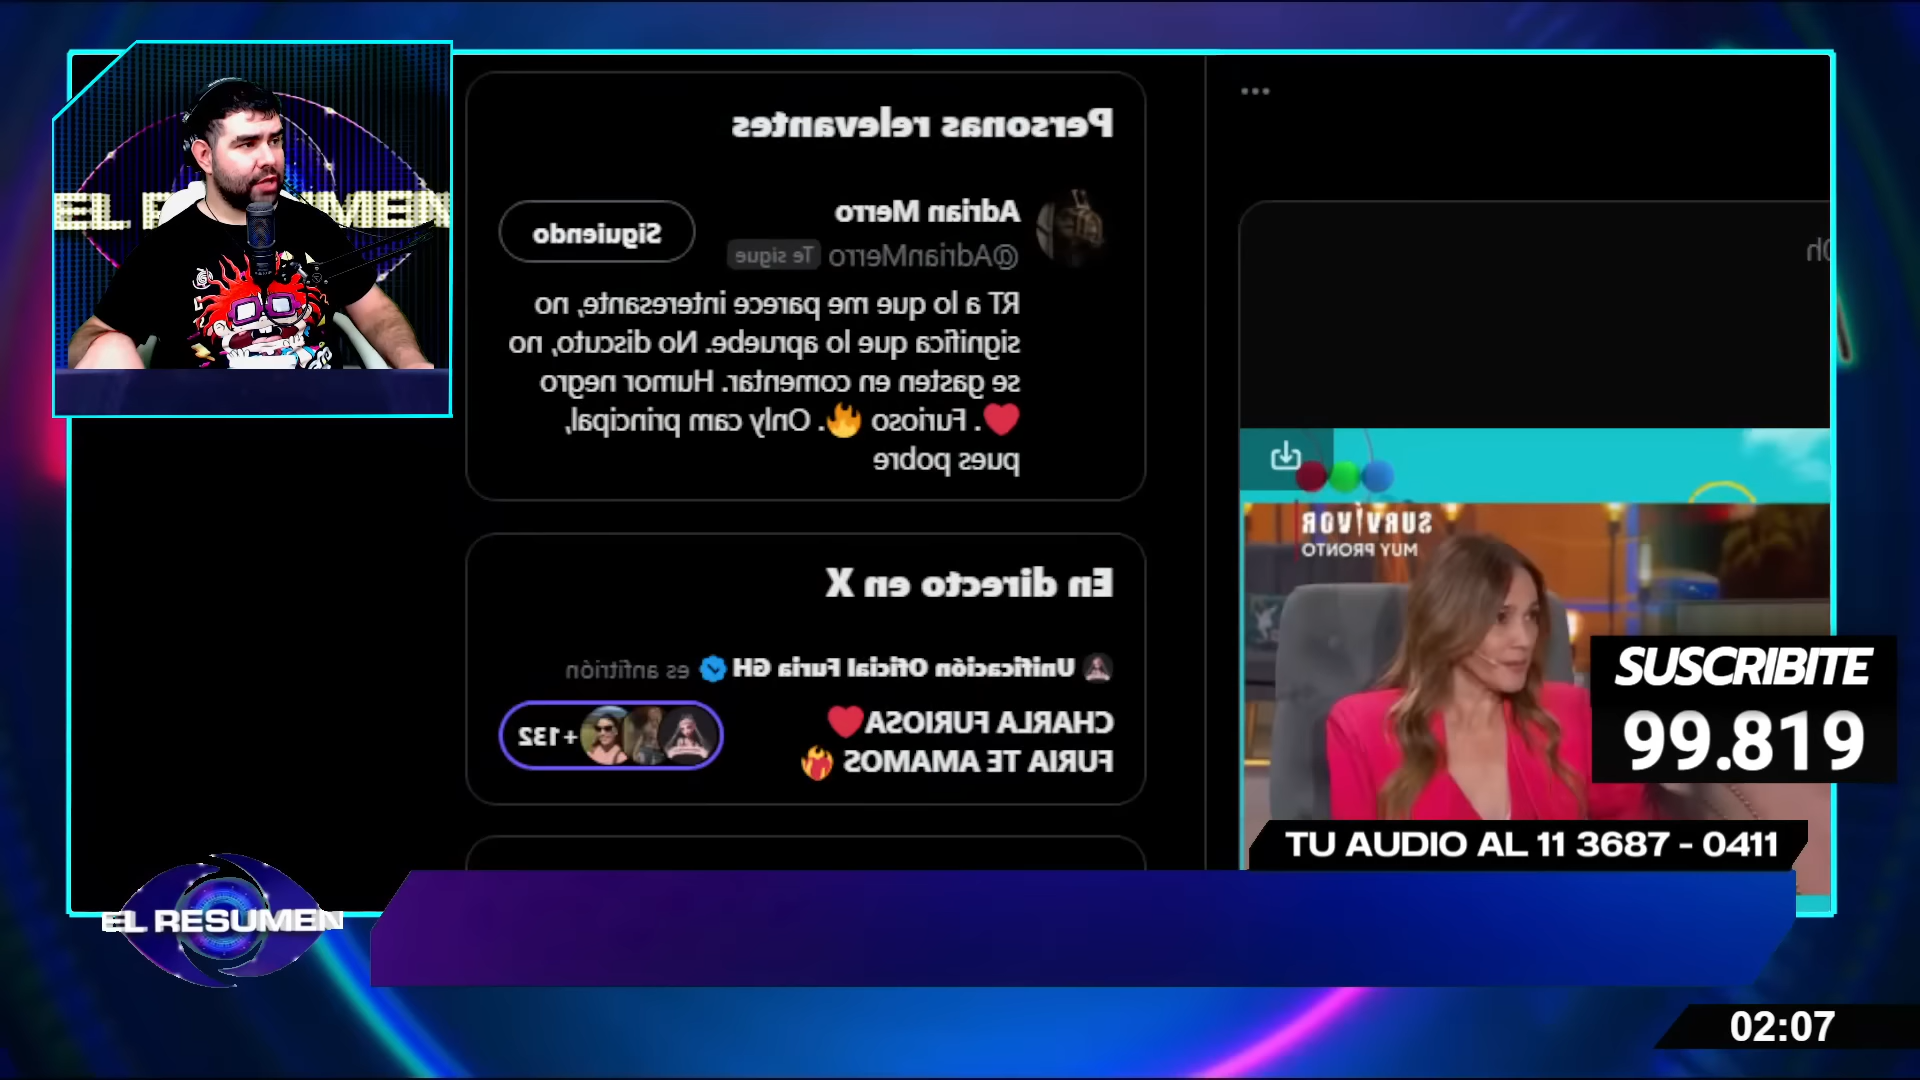 EL RESUMEN
Personas relevantes
Adrian Merro
@AdrianMerro Te sigue
Siguiendo
RT a lo que me parece interesante, no
significa que lo apruebe. No discuto, no
se gasten en comentar. Humor negro
❤️. Furioso 🔥. Only cam principal,
pues pobre
En directo en X
Unificación Oficial Furia GH es anfitrión
CHARLA FURIOSA❤️
FURIA TE AMAMOS ❤️‍🔥
+132
SURVIVOR
MUY PRONTO
SUSCRIBITE
99.819
TU AUDIO AL 11 3687 - 0411
EL RESUMEN
02:07